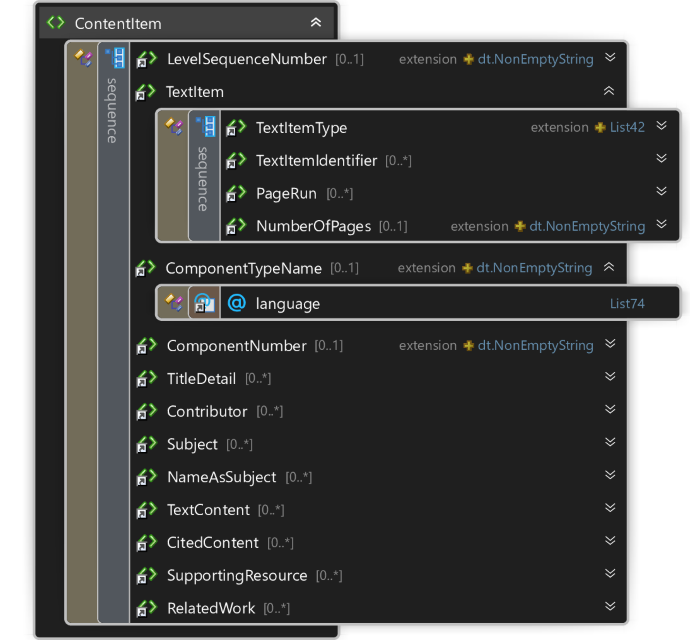 ContentItem
sequence
LevelSequenceNumber [0..1] extension dt.NonEmptyString
TextItem
sequence
TextItemType extension List42
TextItemIdentifier [0..*]
PageRun [0..*]
NumberOfPages [0..1] extension dt.NonEmptyString
ComponentTypeName [0..1] extension dt.NonEmptyString
@ language List74
ComponentNumber [0..1] extension dt.NonEmptyString
TitleDetail [0..*]
Contributor [0..*]
Subject [0..*]
NameAsSubject [0..*]
TextContent [0..*]
CitedContent [0..*]
SupportingResource [0..*]
RelatedWork [0..*]